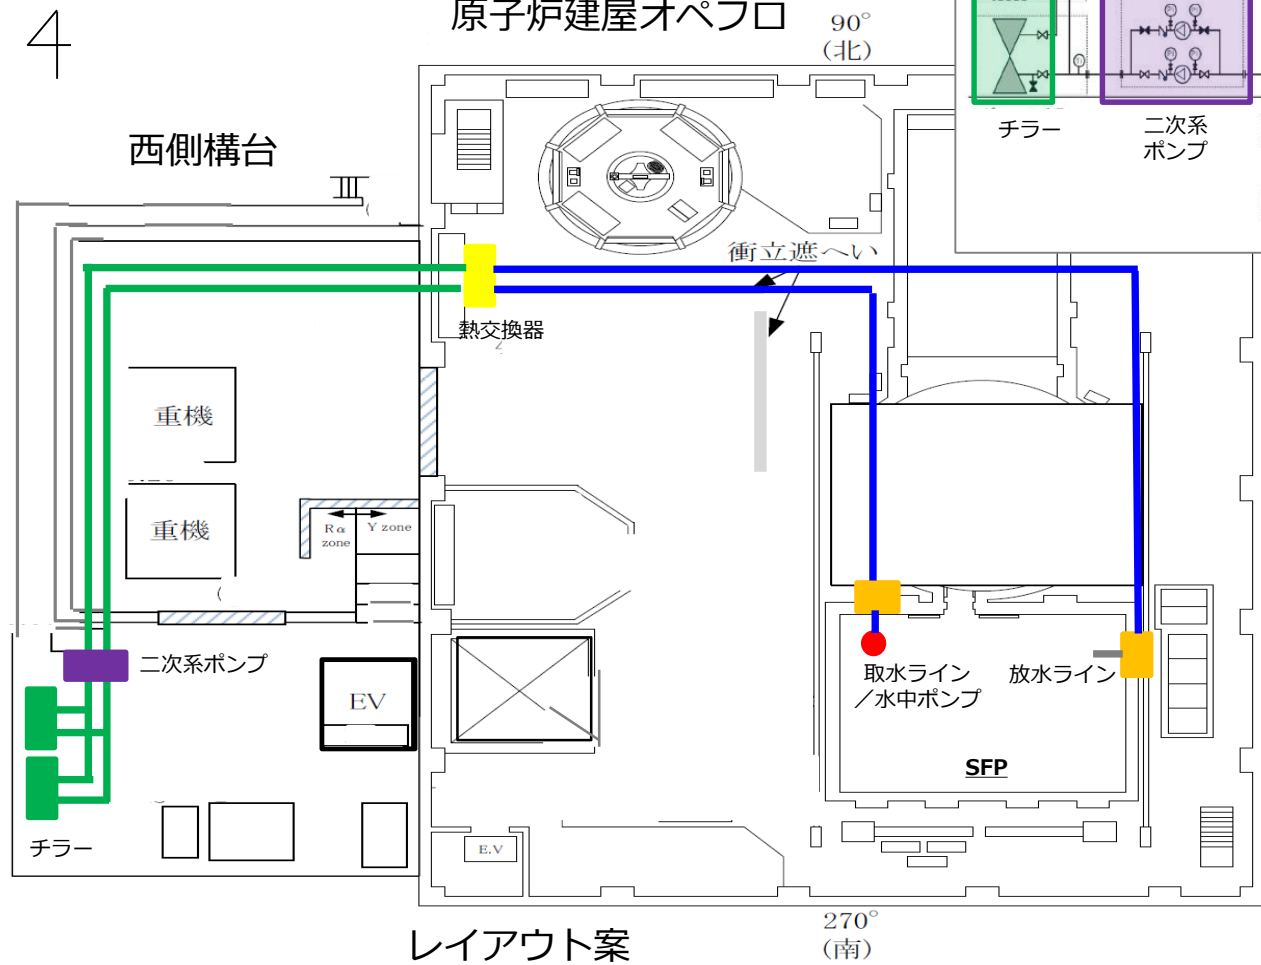 原子炉建屋オペフロ
90°
(北)
チラー
二次系
ポンプ
西側構台
衝立遮へい
熱交換器
重機
重機
Rα
zone
Y zone
二次系ポンプ
EV
取水ライン
／水中ポンプ
放水ライン
SFP
チラー
E.V
270°
(南)
レイアウト案